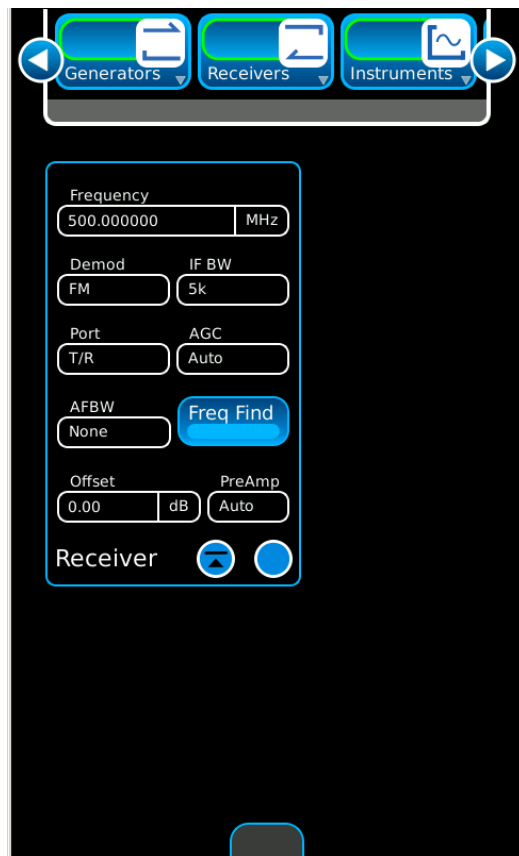 Generators Receivers Instruments
Frequency
500.000000 MHz
Demod IF BW
FM 5k
Port AGC
T/R Auto
AFBW
None Freq Find
Offset PreAmp
0.00 dB Auto
Receiver